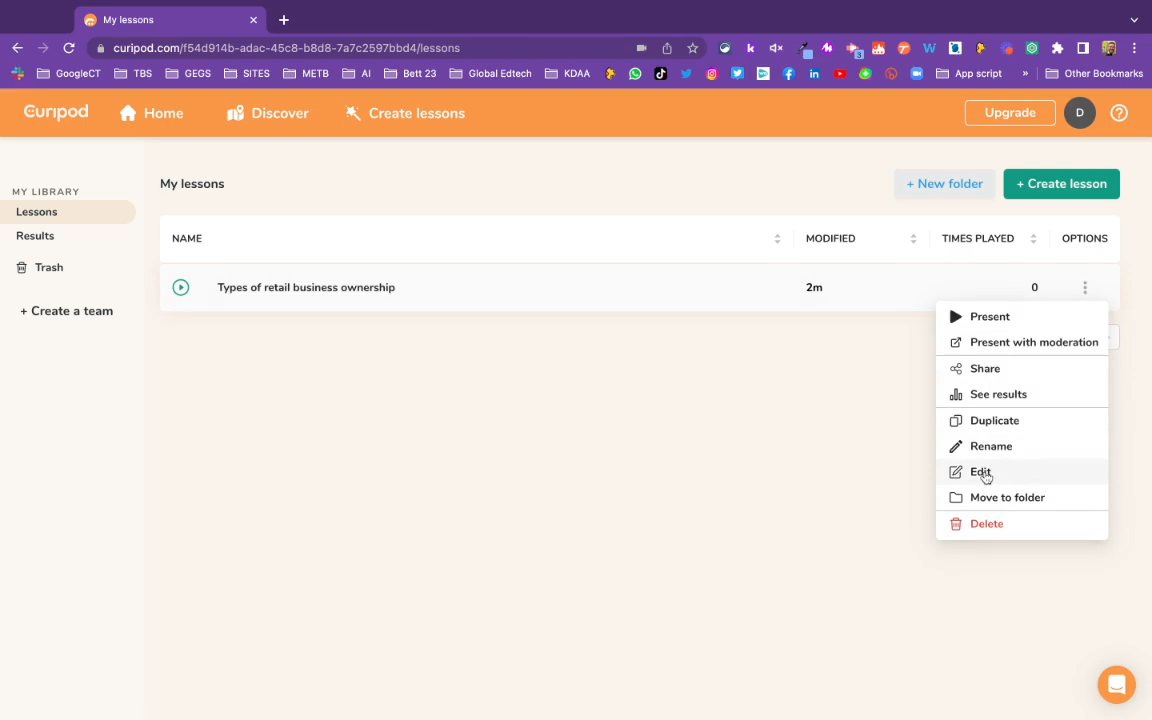 My lessons
curipod.com/f54d914b-adac-45c8-b8d8-7a7c2597bbd4/lessons
GoogleCT TBS GEGS SITES METB AI Bett 23 Global Edtech KDAA App script » Other Bookmarks
Curipod Home Discover Create lessons Upgrade D
MY LIBRARY
Lessons
Results
Trash
+ Create a team
My lessons + New folder + Create lesson
NAME MODIFIED TIMES PLAYED OPTIONS
Types of retail business ownership 2m 0
Present
Present with moderation
Share
See results
Duplicate
Rename
Edit
Move to folder
Delete